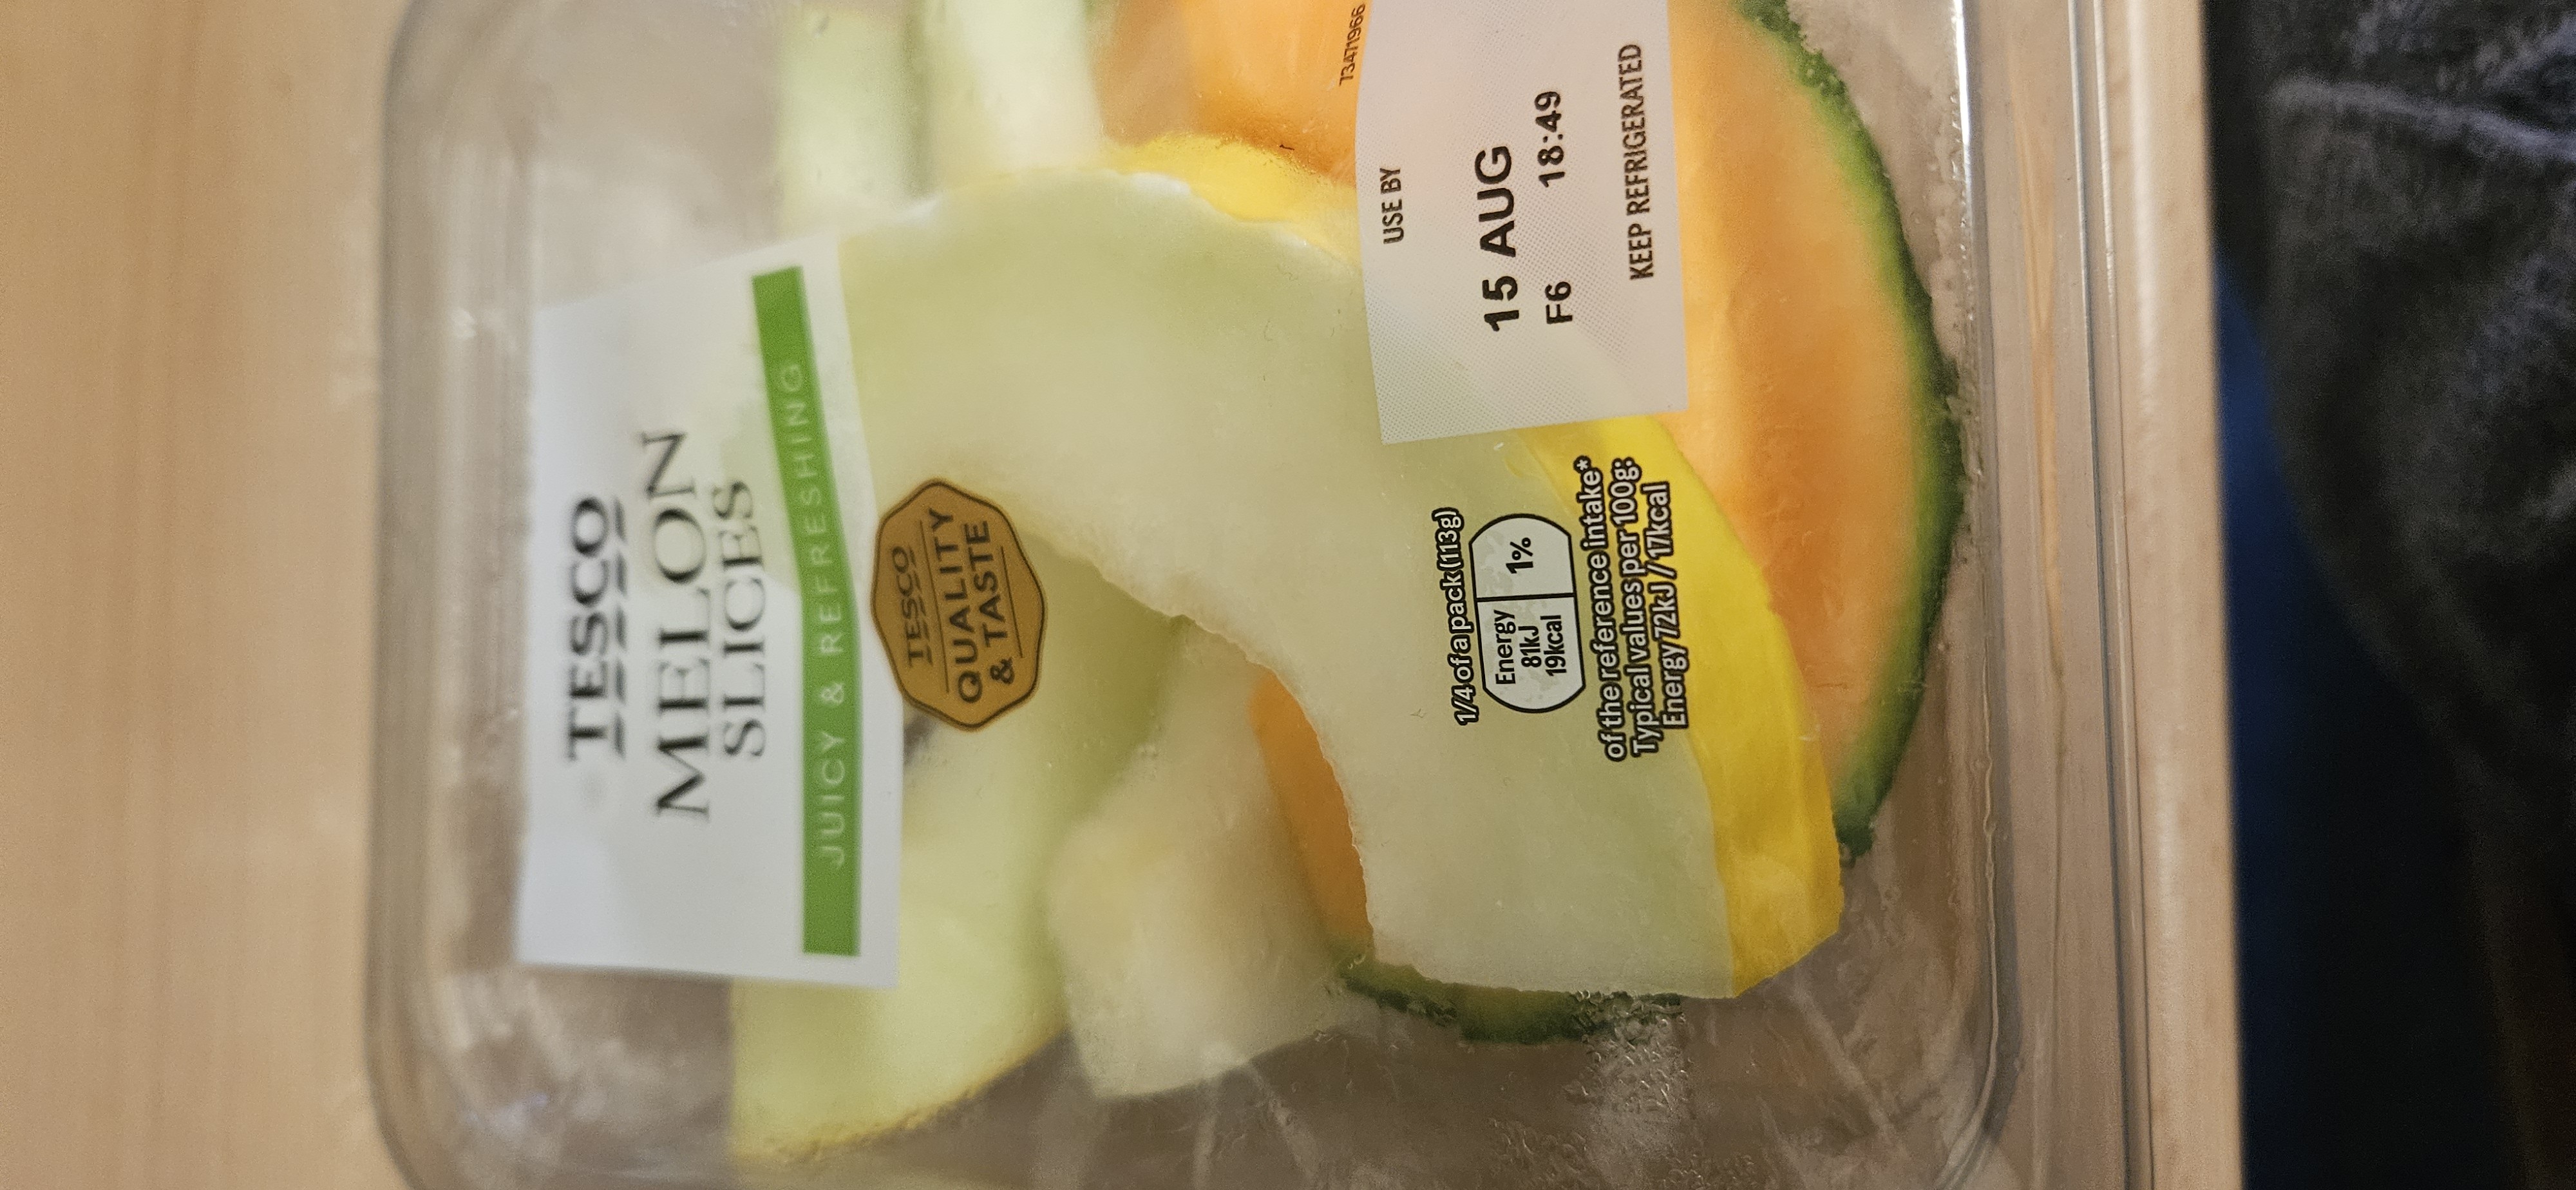 TESCO
MELON
SLICES
JUICY & REFRESHING
TESCO
QUALITY
& TASTE
73471966
USE BY
15 AUG
F6 18:49
KEEP REFRIGERATED
1/4 of a pack (113g)
Energy
81kJ
19kcal
1%
of the reference intake*
Typical values per 100g:
Energy 72kJ / 17kcal